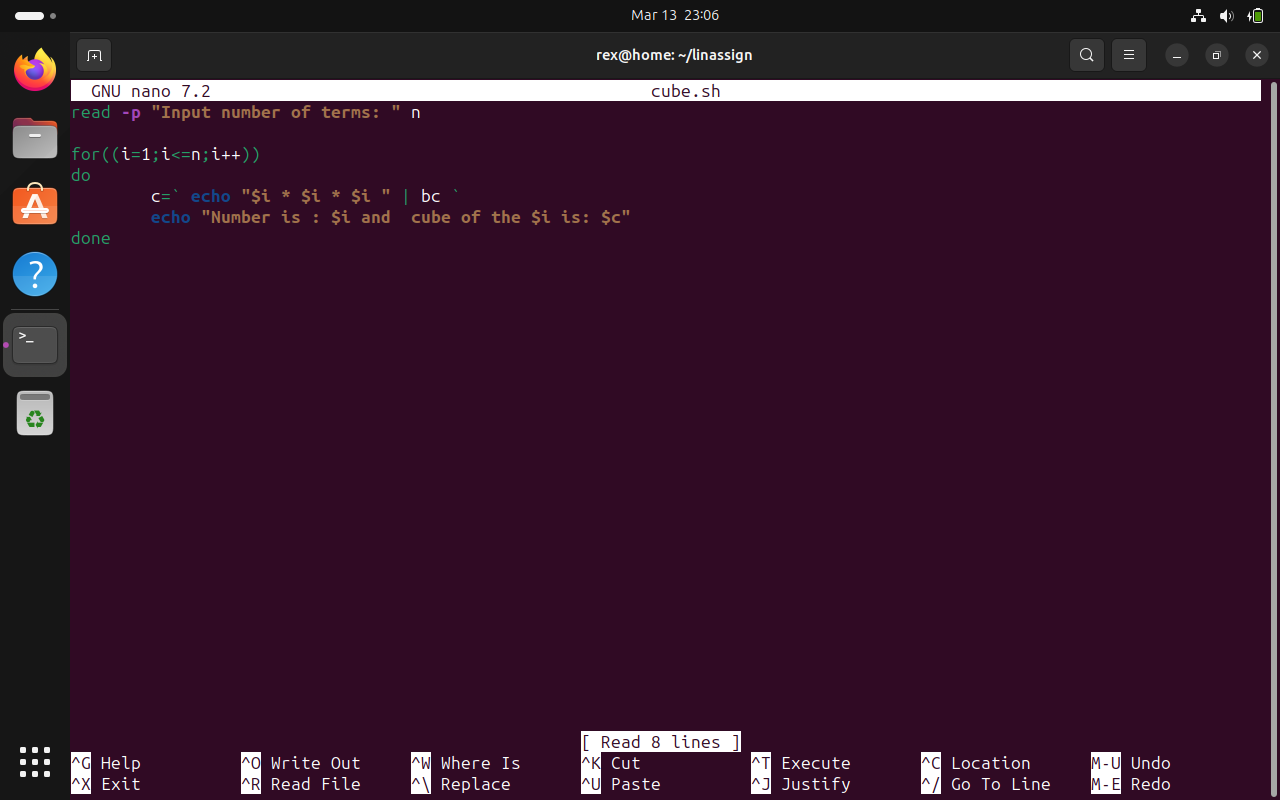 Mar 13 23:06
rex@home: ~/linassign
GNU nano 7.2 cube.sh
read -p "Input number of terms: " n
for((i=1;i<=n;i++))
do
c=` echo "$i * $i * $i " | bc `
echo "Number is : $i and  cube of the $i is: $c"
done
[ Read 8 lines ]
^G Help ^O Write Out ^W Where Is ^K Cut ^T Execute ^C Location M-U Undo
^X Exit ^R Read File ^\ Replace ^U Paste ^J Justify ^/ Go To Line M-E Redo